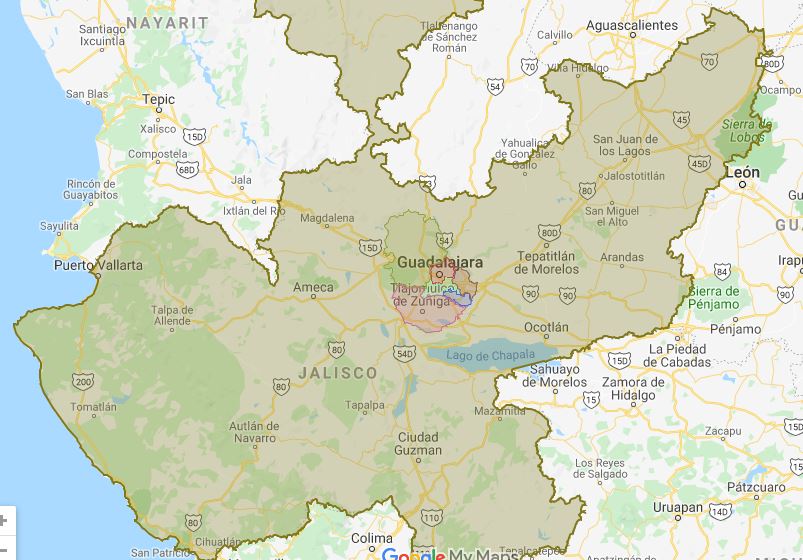 NAYARIT
Santiago
Ixcuintla
Tlaltenango
de Sánchez
Román
Calvillo
Aguascalientes
70
70
80D
54
Villa Hidalgo
San Blas
Tepic
Xalisco
15D
Ocampo
45
Sierra de
Lobos
Compostela
68D
Yahualica
de González
Gallo
San Juan de
los Lagos
Jalostotitlán
45D
León
Rincón de
Guayabitos
Jala
Ixtlán del Río
23
San Miguel
el Alto
Sayulita
Magdalena
15D
54
80D
GUA
Puerto Vallarta
Guadalajara
Tepatitlán
de Morelos
Arandas
Irapu
Talpa de
Allende
Ameca
Tlajomulco
de Zúñiga
90
90
Sierra de
Pénjamo
Ocotlán
Pénjamo
80
54D
Lago de Chapala
15D
La Piedad
de Cabadas
200
JALISCO
80
Sahuayo
de Morelos
Zamora de
Hidalgo
15
Tomatlán
Tapalpa
Mazamitla
Autlán de
Navarro
Ciudad
Guzmán
Zacapu
Los Reyes
de Salgado
Pátzcuaro
Uruapan
80
Cihuatlán
110
Colima
San Patricio
Google My Maps
Tepalcatepec